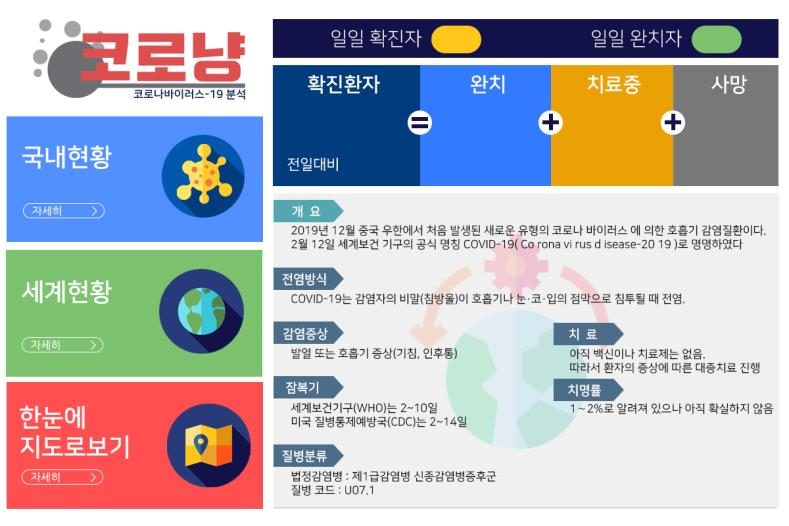 코로냥
코로나바이러스-19 분석
국내현황
자세히 >
세계현황
자세히 >
한눈에
지도로보기
자세히 >
일일 확진자
일일 완치자
확진환자 = 완치 + 치료중 + 사망
전일대비
개 요
2019년 12월 중국 우한에서 처음 발생된 새로운 유형의 코로나 바이러스 에 의한 호흡기 감염질환이다.
2월 12일 세계보건 기구의 공식 명칭 COVID-19( Co rona vi rus d isease-20 19 )로 명명하였다
전염방식
COVID-19는 감염자의 비말(침방울)이 호흡기나 눈·코·입의 점막으로 침투될 때 전염.
감염증상
발열 또는 호흡기 증상(기침, 인후통)
치 료
아직 백신이나 치료제는 없음.
따라서 환자의 증상에 따른 대증치료 진행
잠복기
세계보건기구(WHO)는 2~10일
미국 질병통제예방국(CDC)는 2~14일
치명률
1~2%로 알려져 있으나 아직 확실하지 않음
질병분류
법정감염병 : 제1급감염병 신종감염병증후군
질병 코드 : U07.1